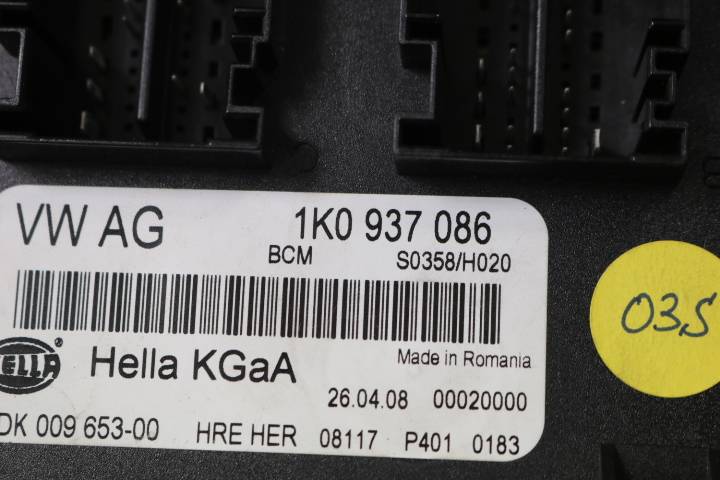 VW AG 1K0 937 086
BCM S0358/H020
HELLA Hella KGaA Made in Romania
26.04.08 00020000
DK 009 653-00 HRE HER 08117 P401 0183
03S